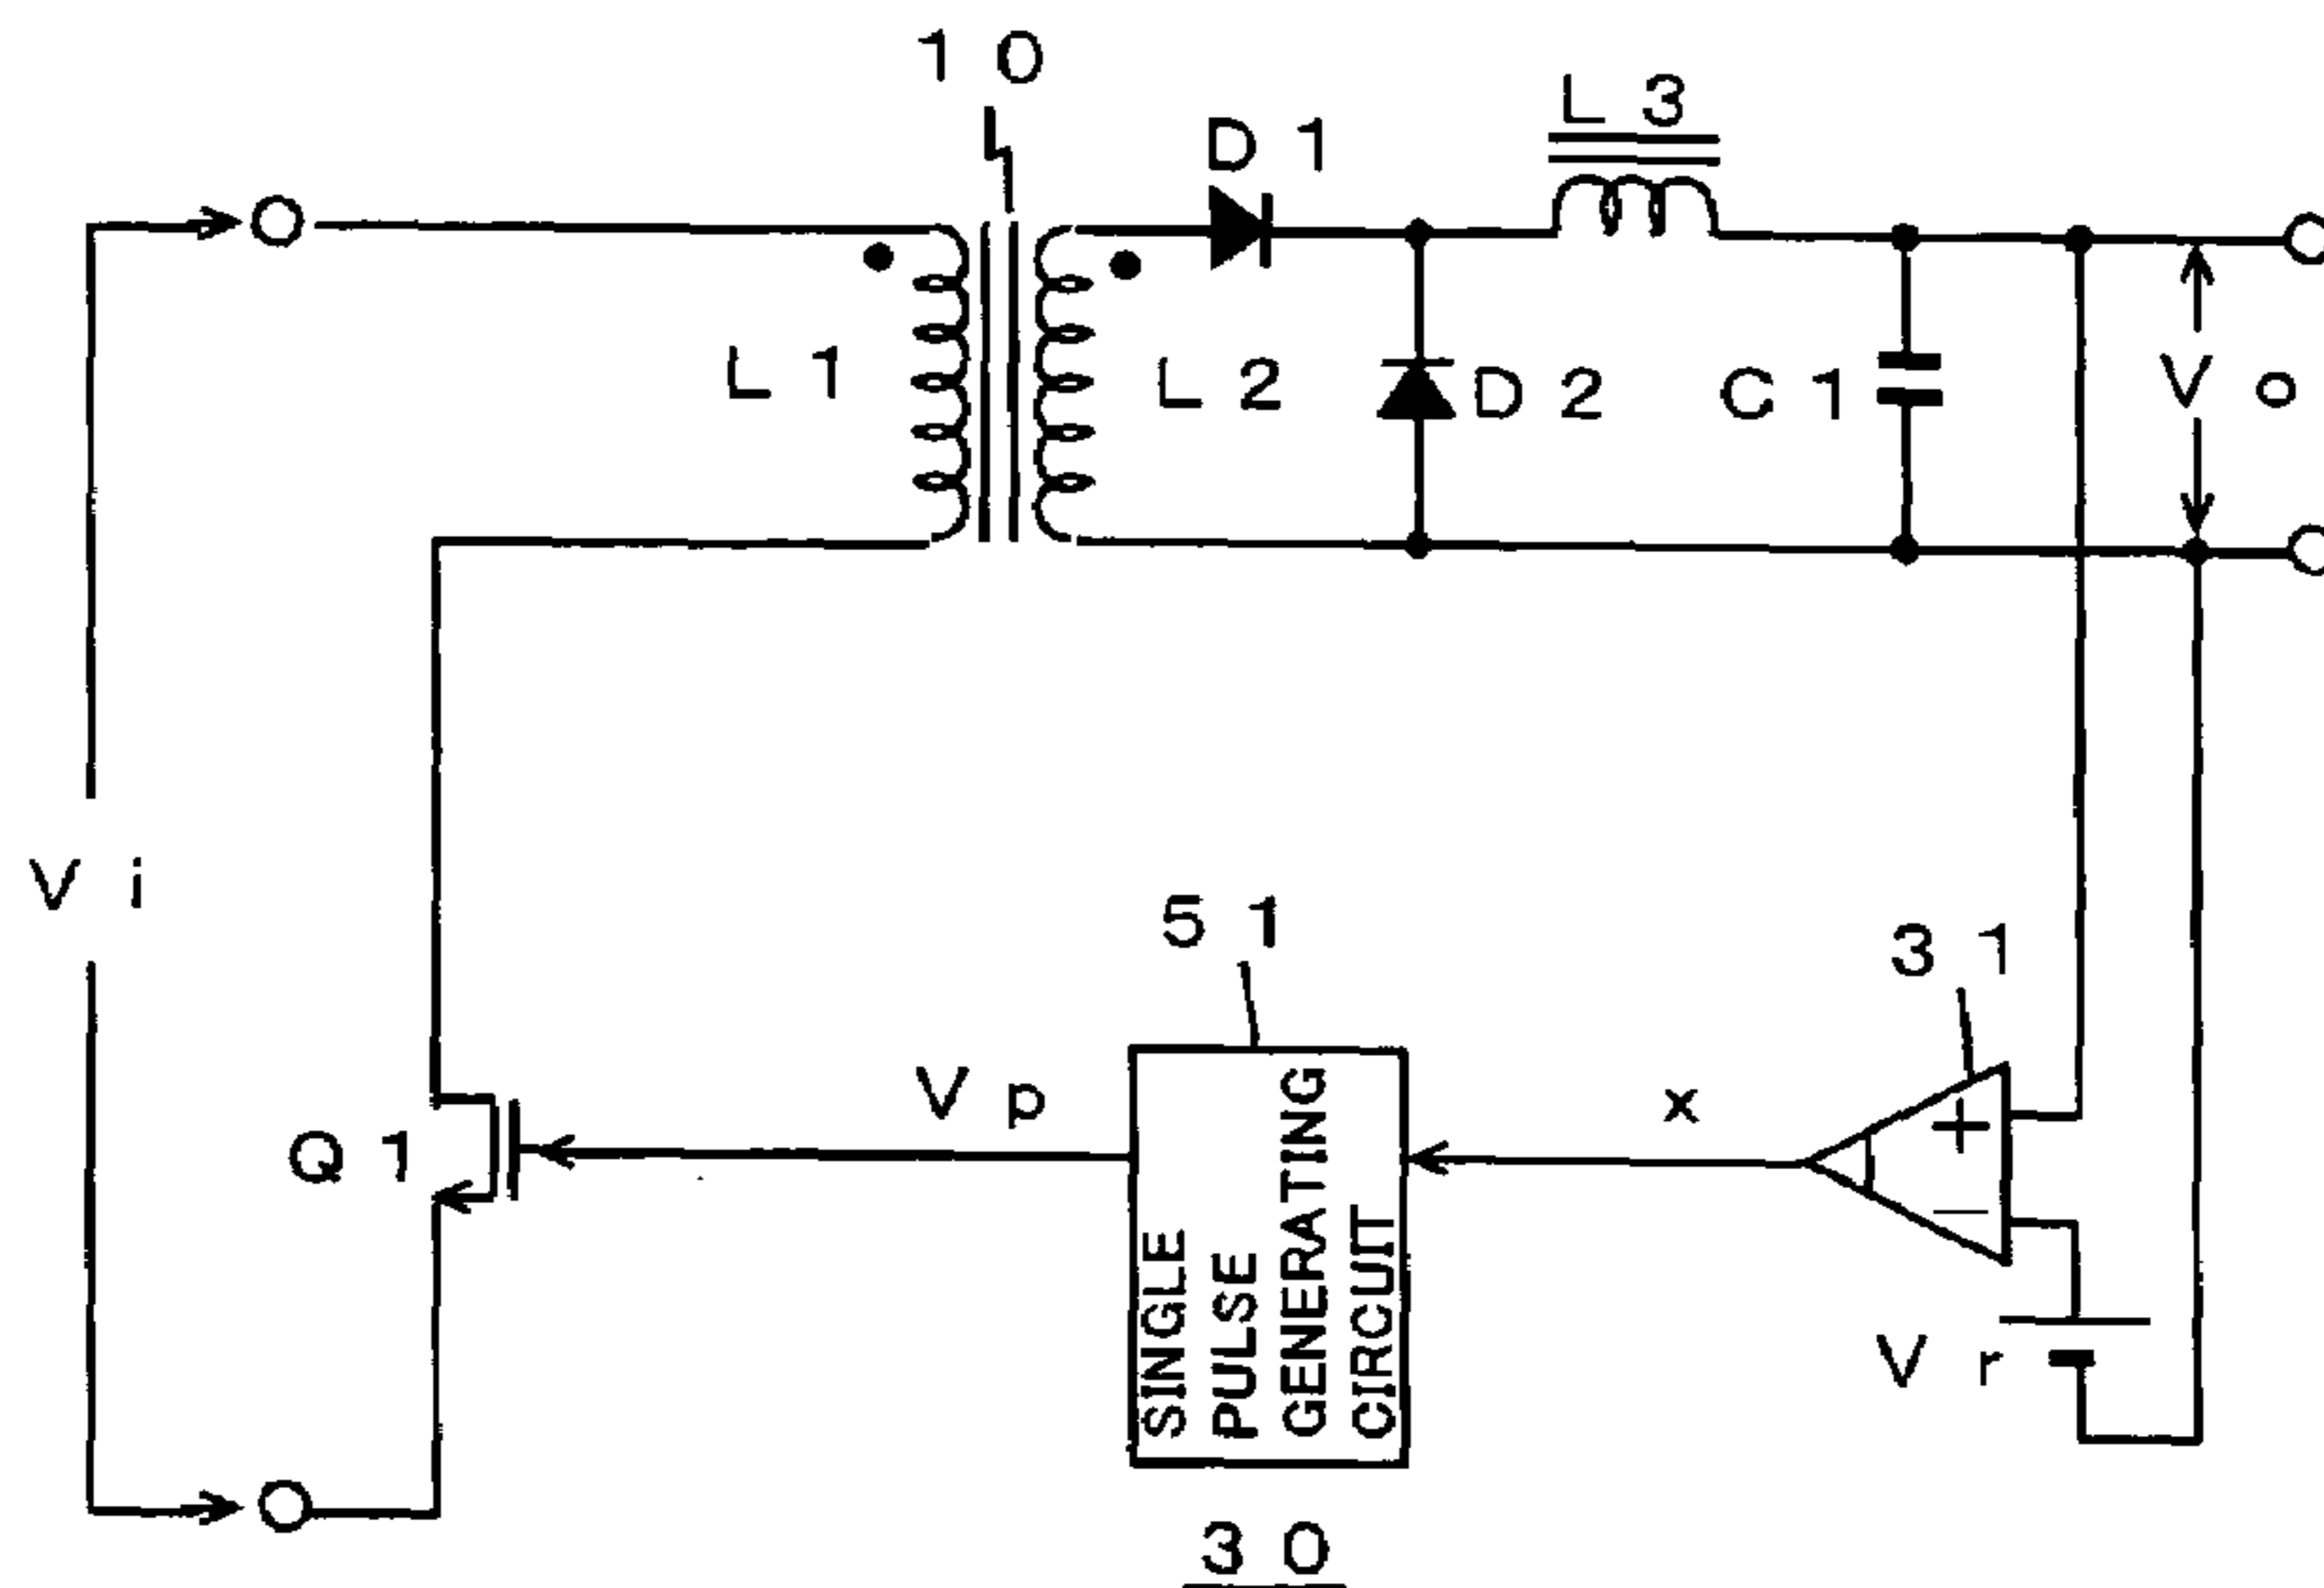 10
L3
D1
L1
L2
D2
C1
Vo
Vi
51
31
Vp
x
+
Q1
−
SINGLE
PULSE
GENERATING
CIRCUIT
Vr
30